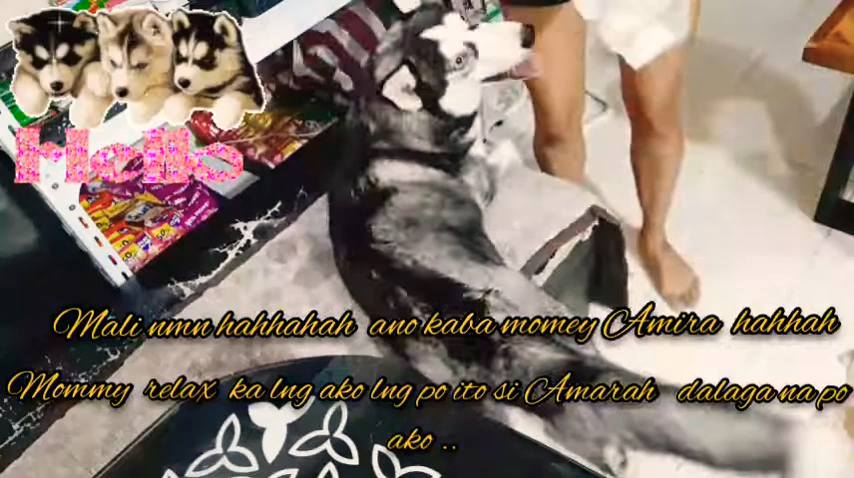 Hello
Mali nmn hahhahah ano kaba momey Amira hahhah
Mommy relax ka lng ako lng po ito si Amarah dalaga na po
ako ..